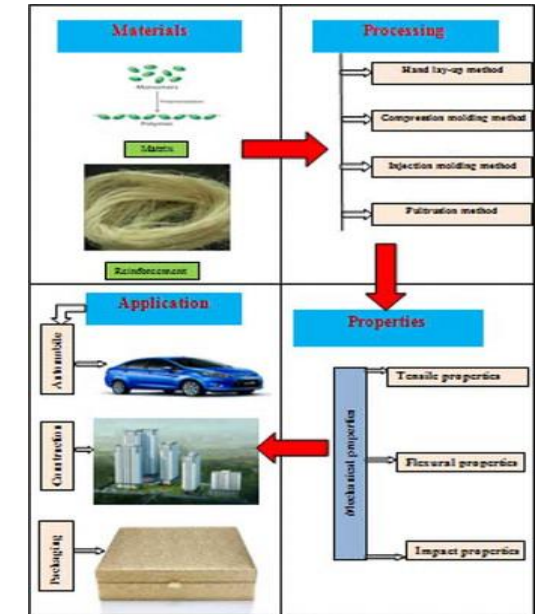 Materials
Monomers
Polymerization
Polymer
Matrix
Reinforcement
Processing
Hand lay-up method
Compression molding method
Injection molding method
Pultrusion method
Properties
Mechanical properties
Tensile properties
Flexural properties
Impact properties
Application
Automobile
Construction
Packaging